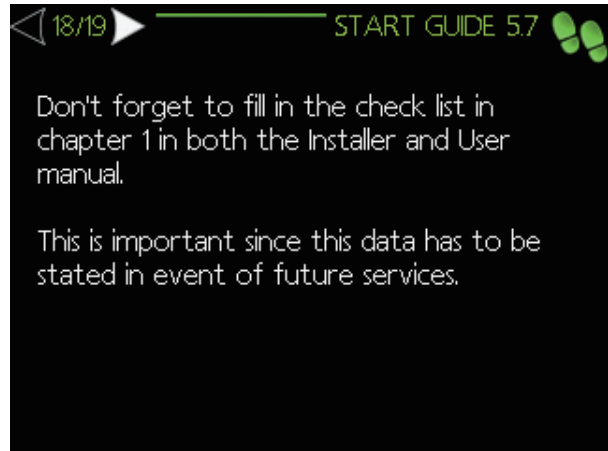 18/19 START GUIDE 5.7
Don't forget to fill in the check list in
chapter 1 in both the Installer and User
manual.
This is important since this data has to be
stated in event of future services.